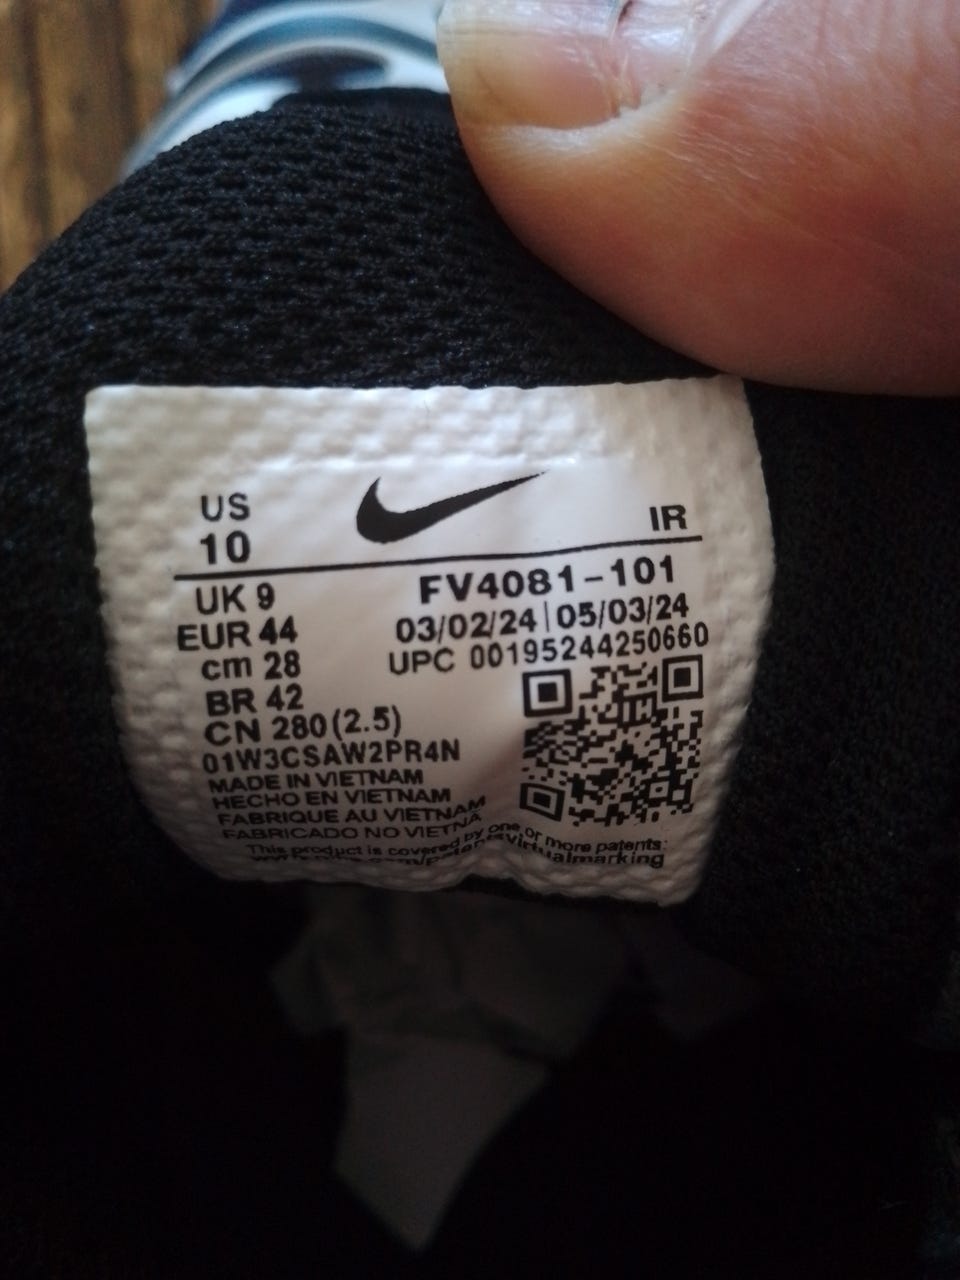 US
10
IR
UK 9
EUR 44
cm 28
BR 42
CN 280(2.5)
FV4081-101
03/02/24|05/03/24
UPC 00195244250660
01W3CSAW2PR4N
MADE IN VIETNAM
HECHO EN VIETNAM
FABRIQUE AU VIETNAM
FABRICADO NO VIETNÃ
This product is covered by one or more patents: